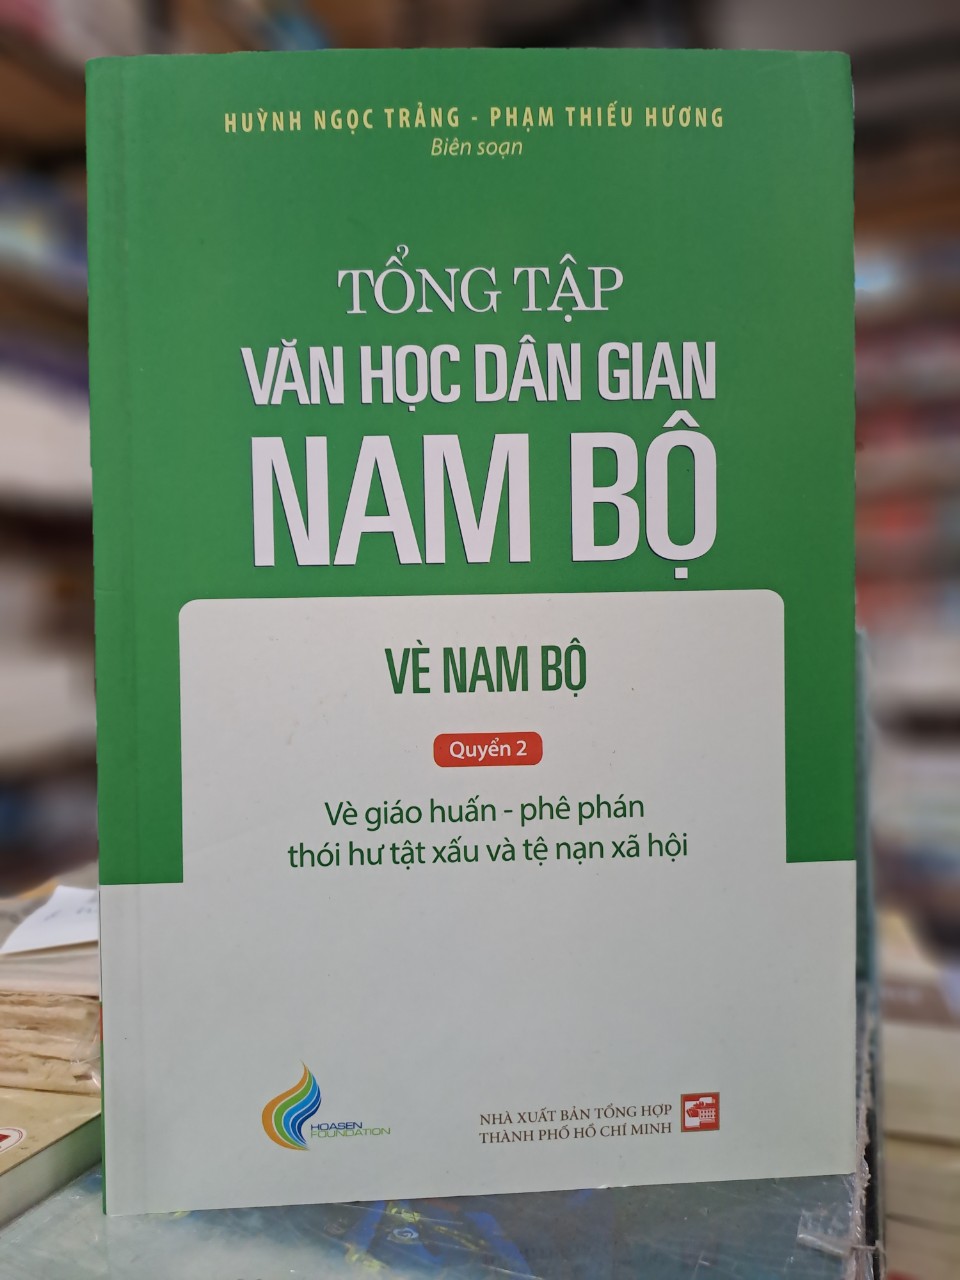 HUỲNH NGỌC TRẢNG - PHẠM THIẾU HƯƠNG
Biên soạn
TỔNG TẬP
VĂN HỌC DÂN GIAN
NAM BỘ
VÈ NAM BỘ
Quyển 2
Vè giáo huấn - phê phán
thói hư tật xấu và tệ nạn xã hội
HOASEN
FOUNDATION
NHÀ XUẤT BẢN TỔNG HỢP
THÀNH PHỐ HỒ CHÍ MINH